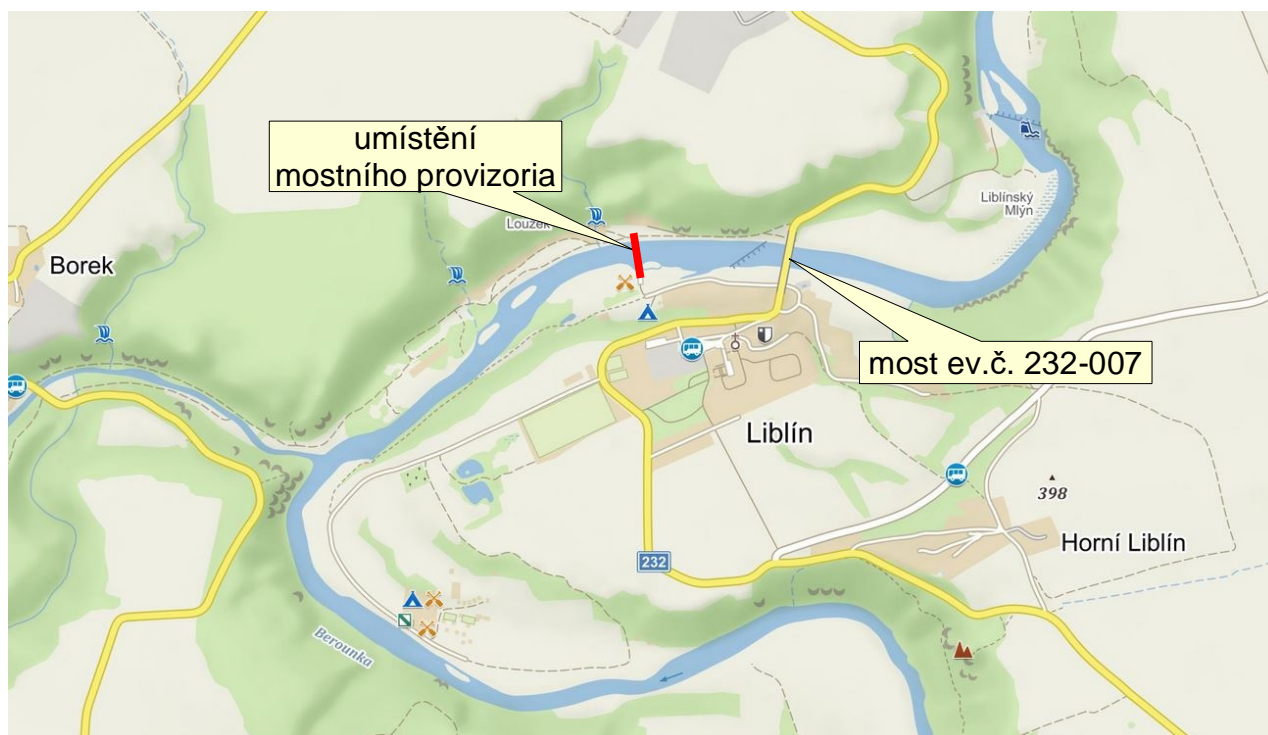 umístění
mostního provizoria
Louzek
Liblínský
Mlýn
Borek
most ev.č. 232-007
Liblín
398
Horní Liblín
232
Berounka